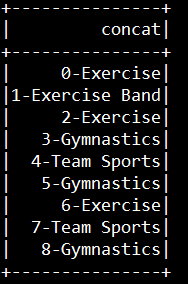 +---------------+
|         concat|
+---------------+
|     0-Exercise|
|1-Exercise Band|
|     2-Exercise|
|   3-Gymnastics|
|  4-Team Sports|
|   5-Gymnastics|
|     6-Exercise|
|  7-Team Sports|
|   8-Gymnastics|
+---------------+